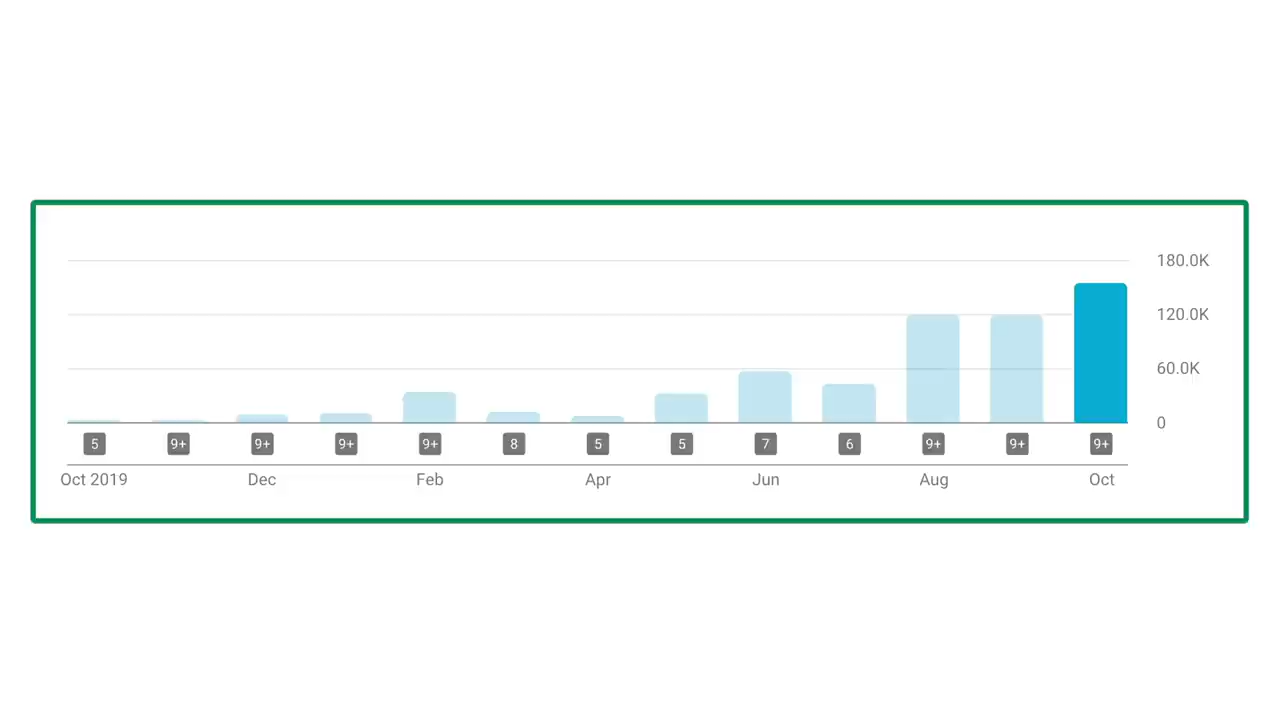 180.0K
120.0K
60.0K
0
5 9+ 9+ 9+ 9+ 8 5 5 7 6 9+ 9+ 9+
Oct 2019 Dec Feb Apr Jun Aug Oct